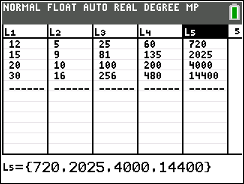 NORMAL FLOAT AUTO REAL DEGREE MP
L1 L2 L3 L4 L5 5
12 5 25 60 720
15 9 81 135 2025
20 10 100 200 4000
30 16 256 480 14400
------ ------ ------ ------ ------
L5={720,2025,4000,14400}